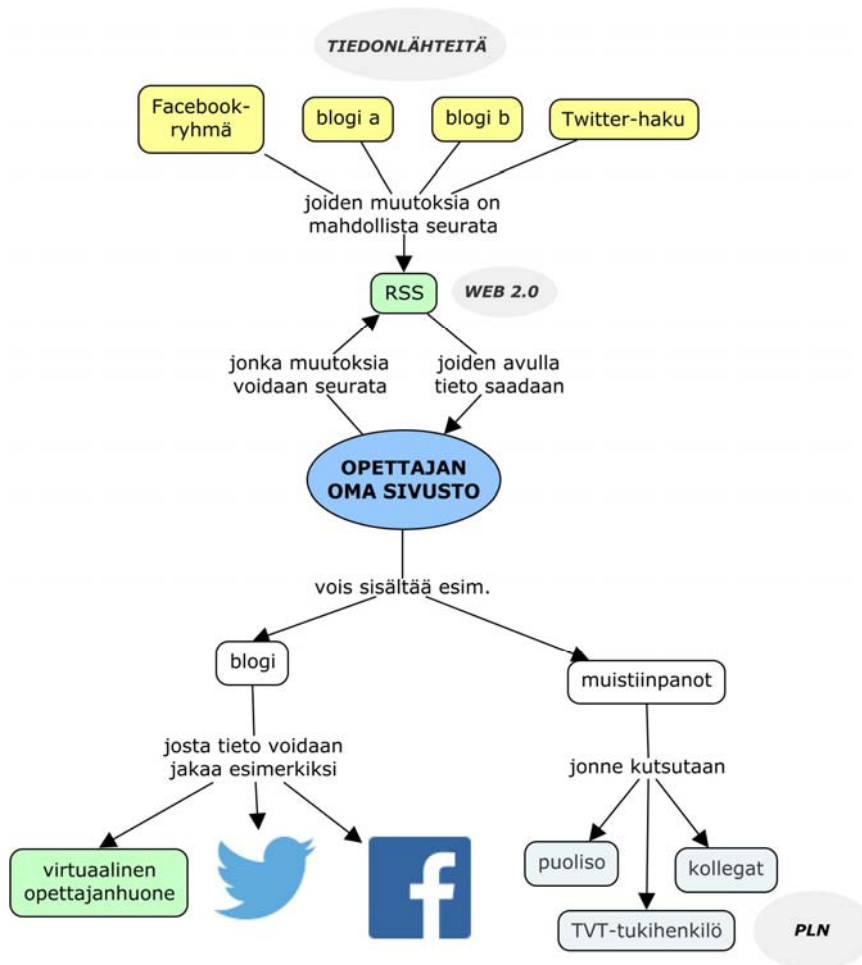 TIEDONLÄHTEITÄ
Facebook-
ryhmä
blogi a
blogi b
Twitter-haku
joiden muutoksia on
mahdollista seurata
RSS
WEB 2.0
jonka muutoksia
voidaan seurata
joiden avulla
tieto saadaan
OPETTAJAN
OMA SIVUSTO
vois sisältää esim.
blogi
muistiinpanot
josta tieto voidaan
jakaa esimerkiksi
jonne kutsutaan
virtuaalinen
opettajanhuone
puoliso
kollegat
TVT-tukihenkilö
PLN